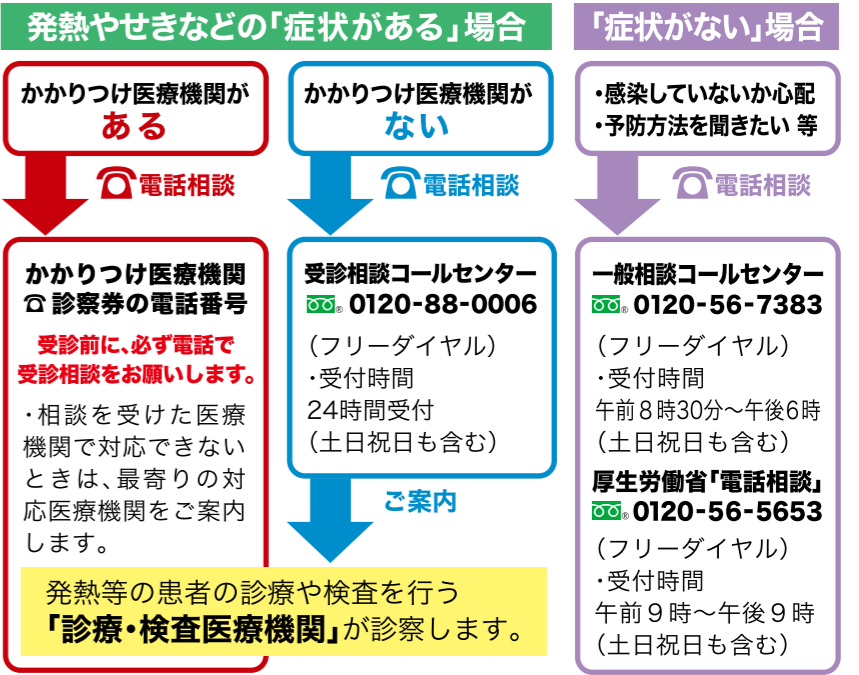 発熱やせきなどの「症状がある」場合
かかりつけ医療機関が
ある
☎電話相談
かかりつけ医療機関
☎診察券の電話番号
受診前に、必ず電話で
受診相談をお願いします。
・相談を受けた医療
機関で対応できない
ときは、最寄りの対
応医療機関をご案内
します。
かかりつけ医療機関が
ない
☎電話相談
受診相談コールセンター
® 0120-88-0006
（フリーダイヤル）
・受付時間
24時間受付
（土日祝日も含む）
ご案内
発熱等の患者の診療や検査を行う
「診療・検査医療機関」が診察します。
「症状がない」場合
・感染していないか心配
・予防方法を聞きたい 等
☎電話相談
一般相談コールセンター
® 0120-56-7383
（フリーダイヤル）
・受付時間
午前８時30分～午後6時
（土日祝日も含む）
厚生労働省「電話相談」
® 0120-56-5653
（フリーダイヤル）
・受付時間
午前９時～午後９時
（土日祝日も含む）